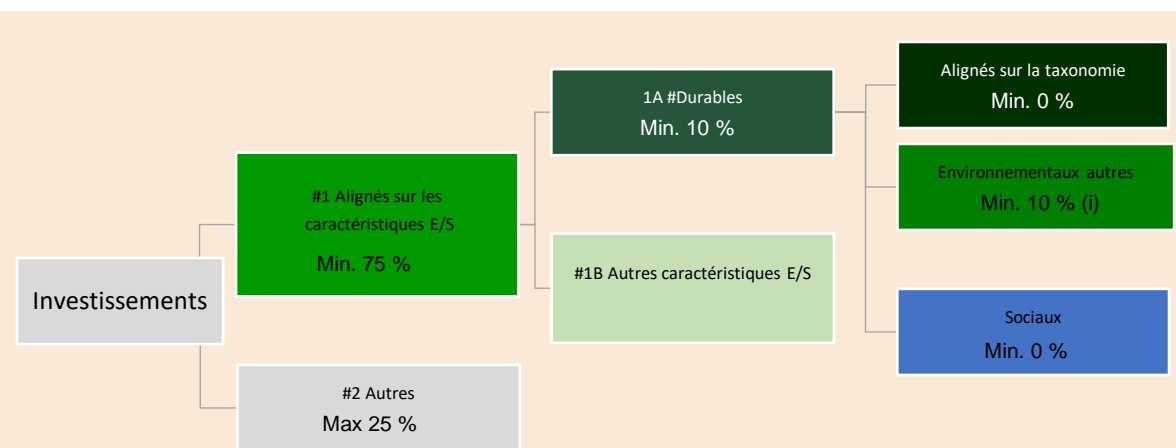 Investissements
#1 Alignés sur les
caractéristiques E/S
Min. 75 %
#2 Autres
Max 25 %
1A #Durables
Min. 10 %
#1B Autres caractéristiques E/S
Alignés sur la taxonomie
Min. 0 %
Environnementaux autres
Min. 10 % (i)
Sociaux
Min. 0 %